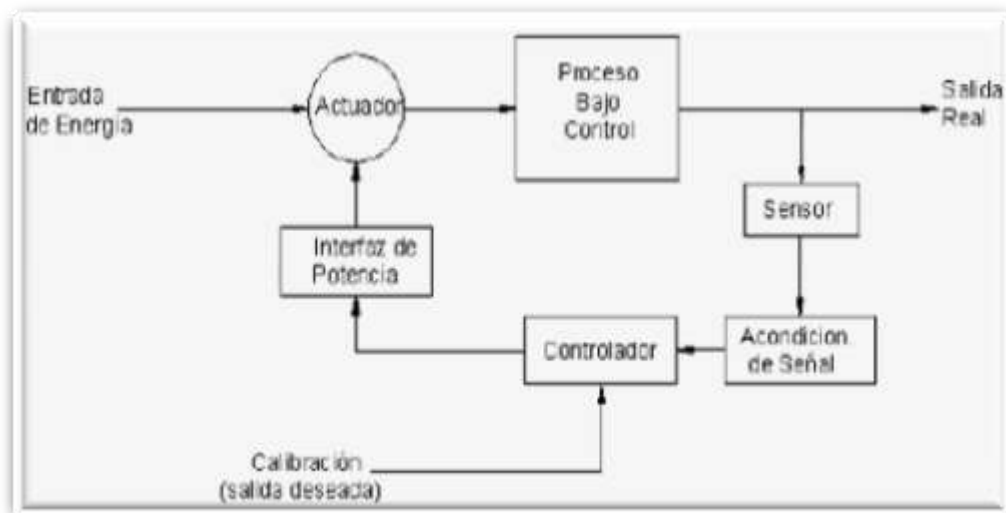 Entrada
de Energía
Actuador
Proceso
Bajo
Control
Salida
Real
Sensor
Interfaz de
Potencia
Controlador
Acondicion.
de Señal
Calibración
(salida deseada)